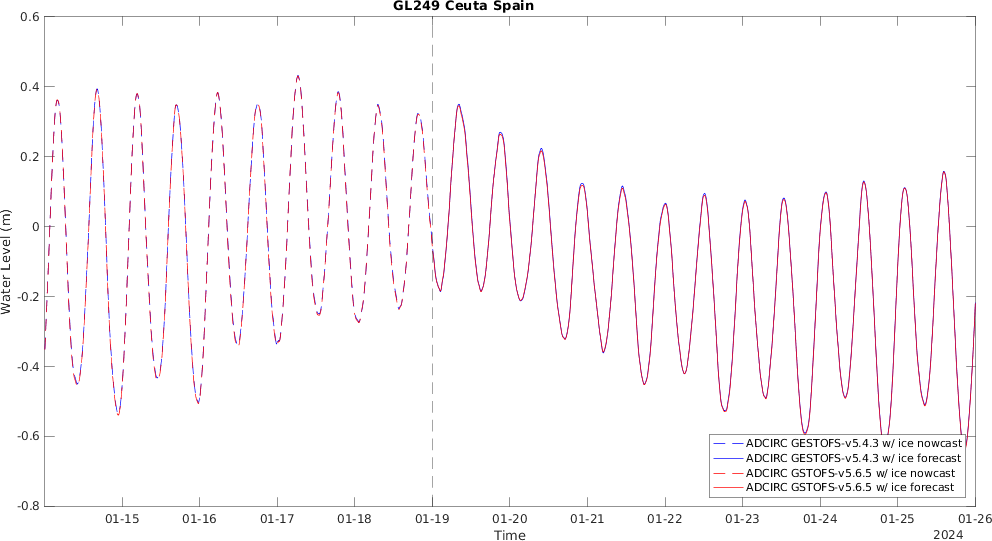 GL249 Ceuta Spain
0.6
0.4
0.2
0
-0.2
-0.4
-0.6
-0.8
Water Level (m)
ADCIRC GESTOFS-v5.4.3 w/ ice nowcast
ADCIRC GESTOFS-v5.4.3 w/ ice forecast
ADCIRC GSTOFS-v5.6.5 w/ ice nowcast
ADCIRC GSTOFS-v5.6.5 w/ ice forecast
01-15 01-16 01-17 01-18 01-19 01-20 01-21 01-22 01-23 01-24 01-25 01-26
Time
2024